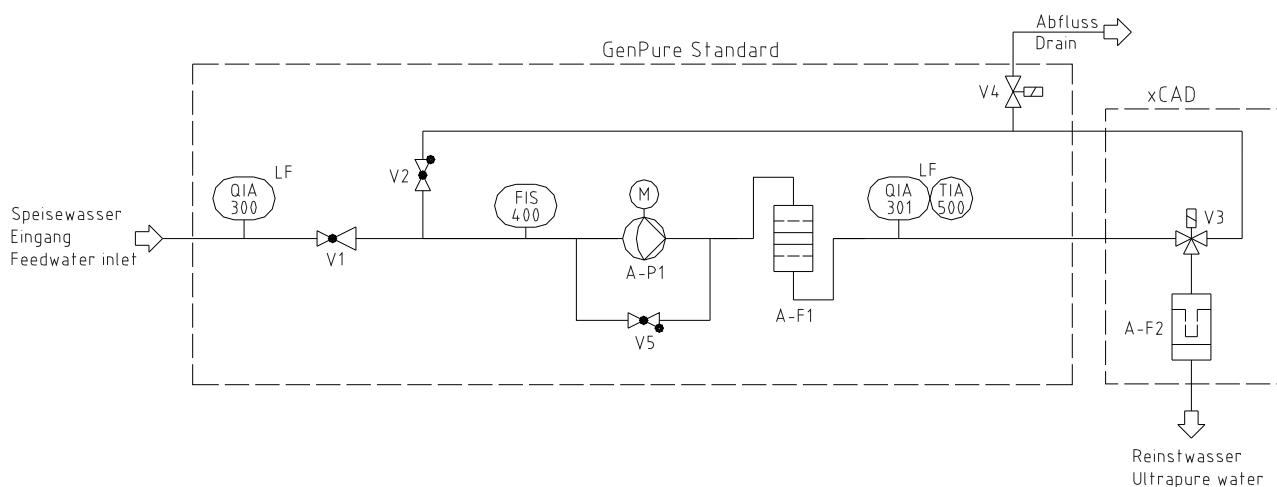 Abfluss
Drain
GenPure Standard
V4
xCAD
LF
QIA
300
V2
FIS
400
M
LF
QIA
301
TIA
500
V3
Speisewasser
Eingang
Feedwater inlet
V1
A-P1
A-F1
V5
A-F2
Reinstwasser
Ultrapure water